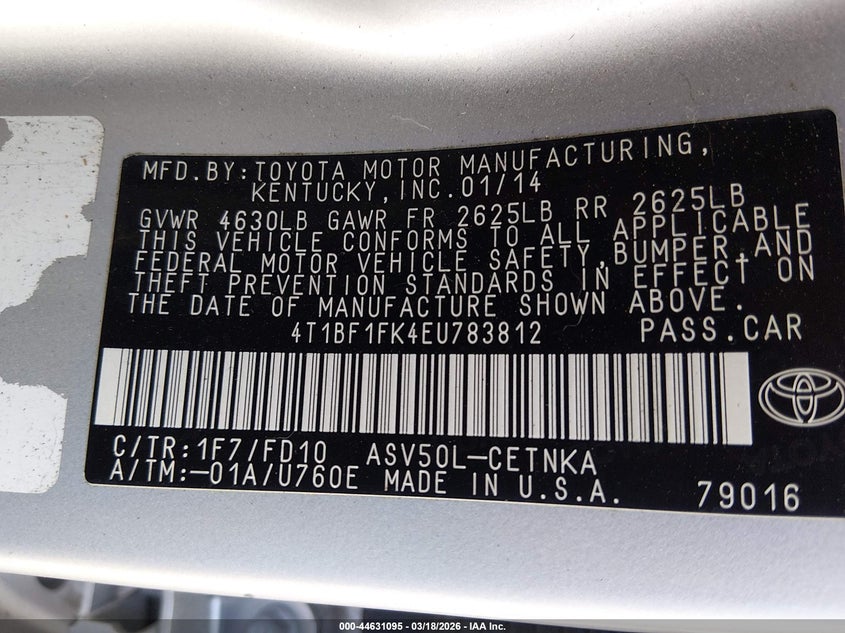 MFD.BY:TOYOTA MOTOR MANUFACTURING,
KENTUCKY,INC.01/14
GVWR 4630LB GAWR FR 2625LB RR 2625LB
THIS VEHICLE CONFORMS TO ALL APPLICABLE
FEDERAL MOTOR VEHICLE SAFETY,BUMPER,AND
THEFT PREVENTION STANDARDS IN EFFECT ON
THE DATE OF MANUFACTURE SHOWN ABOVE.
4T1BF1FK4EU783812 PASS.CAR
C/TR:1F7/FD10 ASV50L-CETNKA
A/TM:-01A/U760E MADE IN U.S.A. 79016
000-44631095 - 03/18/2026 - IAA Inc.